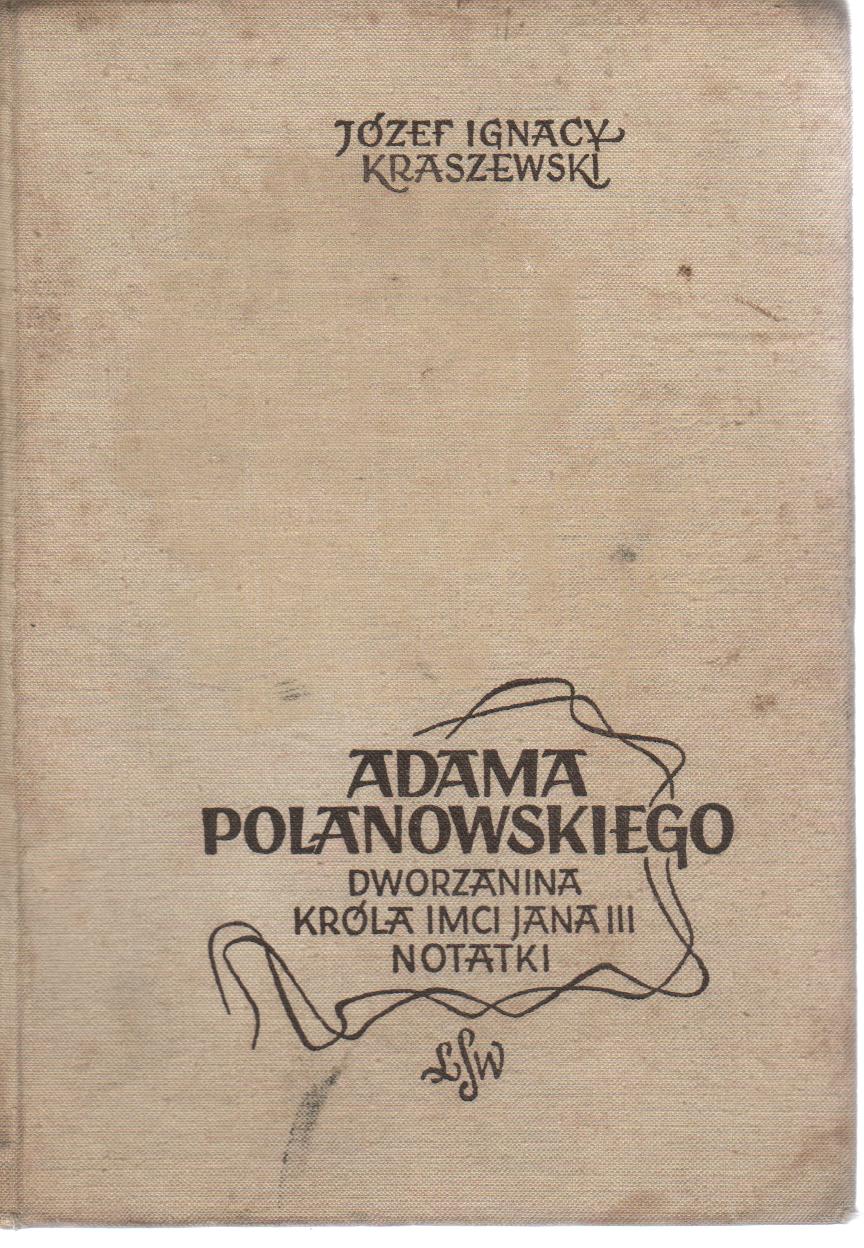 JÓZEF IGNACY
KRASZEWSKI
ADAMA
POLANOWSKIEGO
DWORZANINA
KRÓLA IMCI JANA III
NOTATKI
LSW